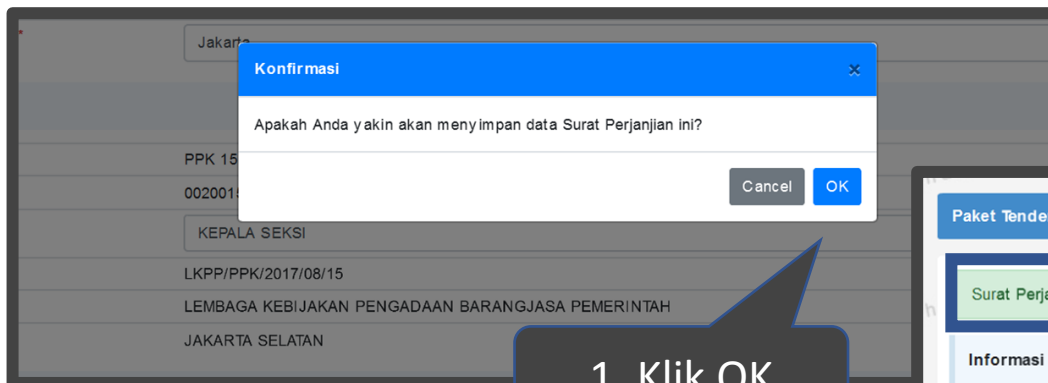 *
Jakarta
Konfirmasi
×
Apakah Anda yakin akan menyimpan data Surat Perjanjian ini?
PPK 15
Cancel OK
002001
KEPALA SEKSI
LKPP/PPK/2017/08/15
LEMBAGA KEBIJAKAN PENGADAAN BARANGJASA PEMERINTAH
JAKARTA SELATAN
1. Klik OK
Paket Tende
Surat Perja
Informasi